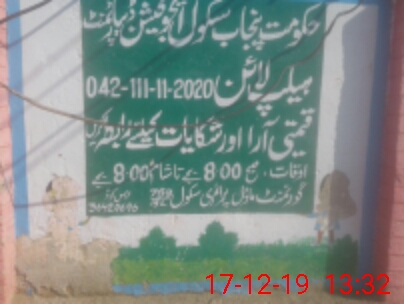 حکومت پنجاب سکول ایجوکیشن ڈیپارٹمنٹ
ہیلپ لائن 042-111-11-2020
قیمتی آرا اور شکایات کیلئے رابطہ کریں
اوقات، صبح 8:00 بجے تا شام 8:00 بجے
گورنمنٹ ماڈل پرائمری سکول
17-12-19 13:32